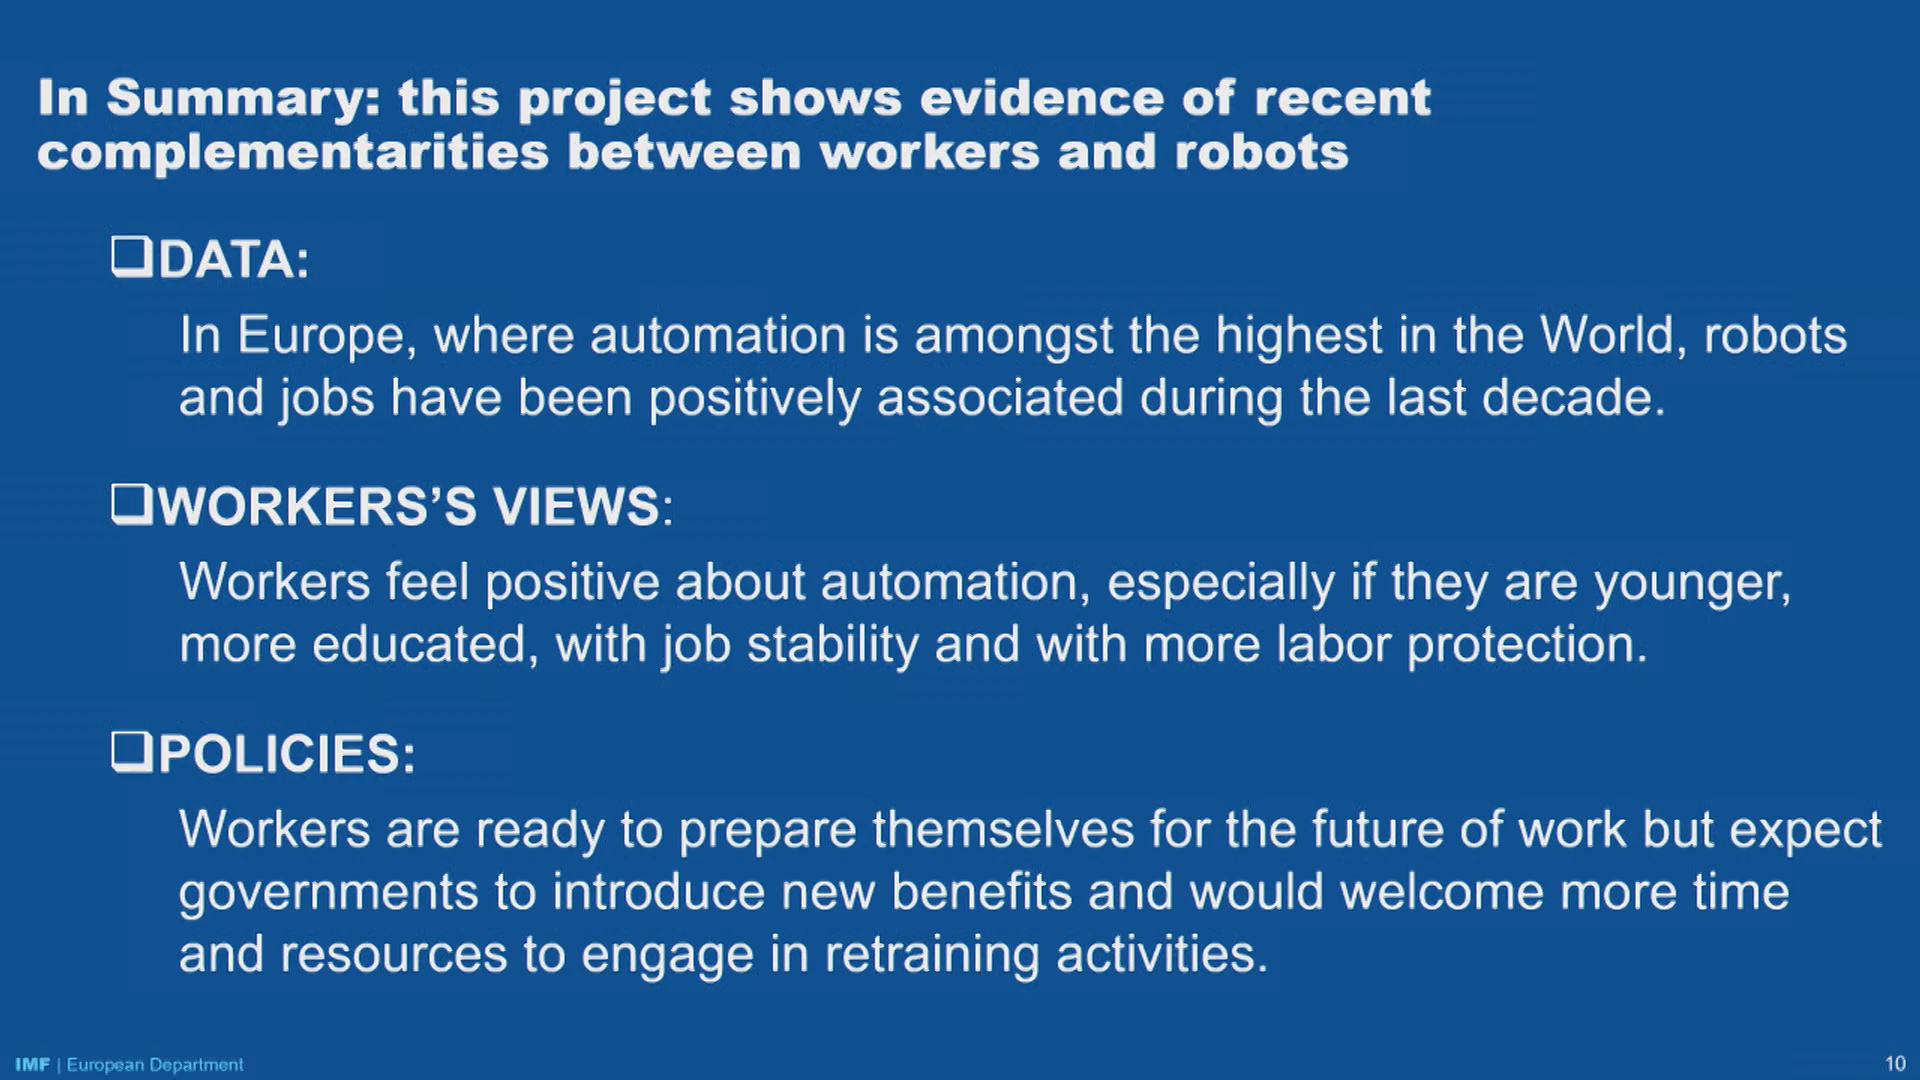 In Summary: this project shows evidence of recent
complementarities between workers and robots
❑DATA:
In Europe, where automation is amongst the highest in the World, robots
and jobs have been positively associated during the last decade.
❑WORKERS’S VIEWS:
Workers feel positive about automation, especially if they are younger,
more educated, with job stability and with more labor protection.
❑POLICIES:
Workers are ready to prepare themselves for the future of work but expect
governments to introduce new benefits and would welcome more time
and resources to engage in retraining activities.
IMF | European Department
10